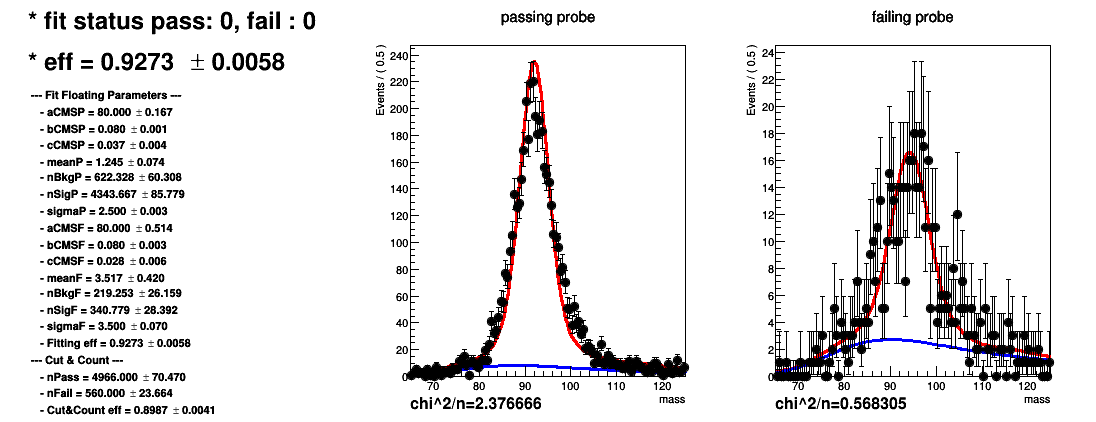 * fit status pass: 0, fail : 0
* eff = 0.9273 ± 0.0058
--- Fit Floating Parameters ---
- aCMSP = 80.000 ± 0.167
- bCMSP = 0.080 ± 0.001
- cCMSP = 0.037 ± 0.004
- meanP = 1.245 ± 0.074
- nBkgP = 622.328 ± 60.308
- nSigP = 4343.667 ± 85.779
- sigmaP = 2.500 ± 0.003
- aCMSF = 80.000 ± 0.514
- bCMSF = 0.080 ± 0.003
- cCMSF = 0.028 ± 0.006
- meanF = 3.517 ± 0.420
- nBkgF = 219.253 ± 26.159
- nSigF = 340.779 ± 28.392
- sigmaF = 3.500 ± 0.070
- Fitting eff = 0.9273 ± 0.0058
--- Cut & Count ---
- nPass = 4966.000 ± 70.470
- nFail = 560.000 ± 23.664
- Cut&Count eff = 0.8987 ± 0.0041
passing probe
Events / ( 0.5 )
220
200
180
160
140
120
100
80
60
40
20
0
70 80 90 100 110 120
mass
chi^2/n=2.376666
failing probe
Events / ( 0.5 )
24
22
20
18
16
14
12
10
8
6
4
2
0
70 80 90 100 110 120
mass
chi^2/n=0.568305